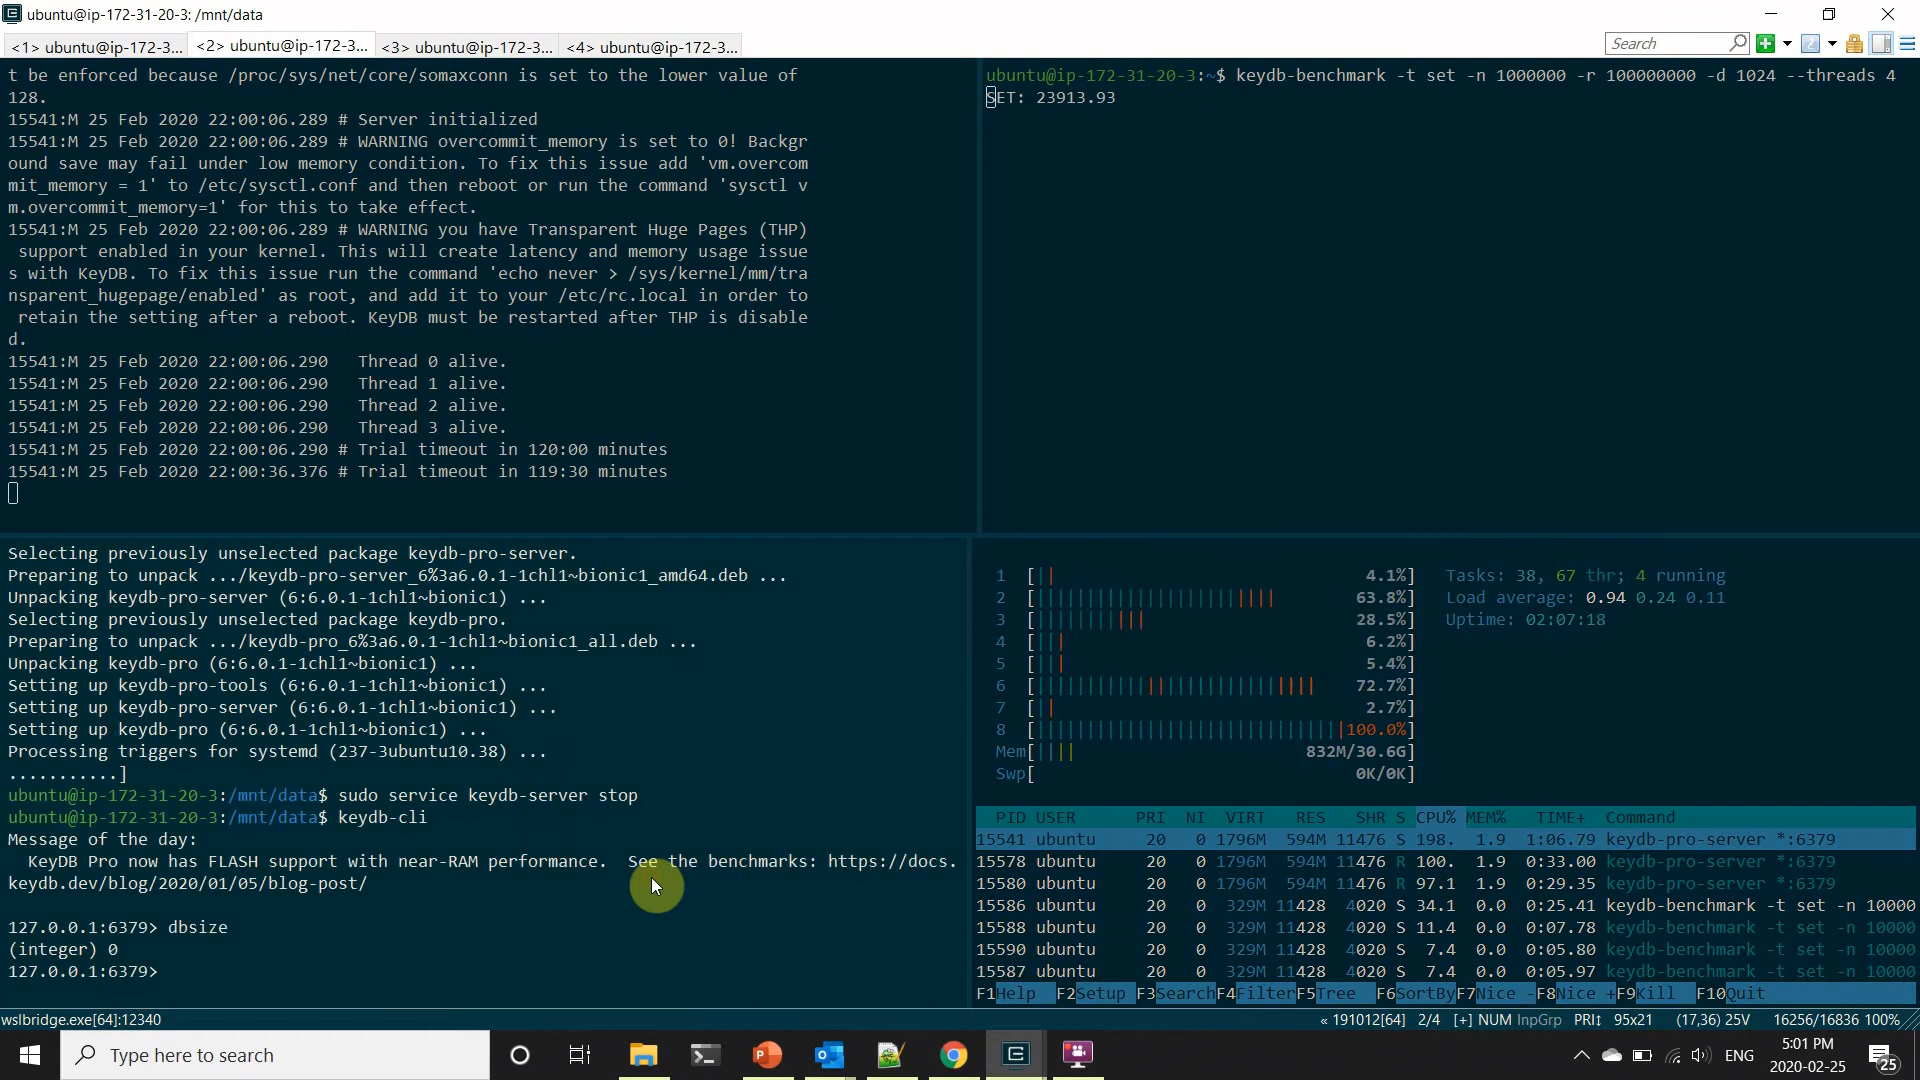 ubuntu@ip-172-31-20-3: /mnt/data
<1> ubuntu@ip-172-3...
<2> ubuntu@ip-172-3...
<3> ubuntu@ip-172-3...
<4> ubuntu@ip-172-3...
Search
t be enforced because /proc/sys/net/core/somaxconn is set to the lower value of
128.
15541:M 25 Feb 2020 22:00:06.289 # Server initialized
15541:M 25 Feb 2020 22:00:06.289 # WARNING overcommit_memory is set to 0! Backgr
ound save may fail under low memory condition. To fix this issue add 'vm.overcom
mit_memory = 1' to /etc/sysctl.conf and then reboot or run the command 'sysctl v
m.overcommit_memory=1' for this to take effect.
15541:M 25 Feb 2020 22:00:06.289 # WARNING you have Transparent Huge Pages (THP)
 support enabled in your kernel. This will create latency and memory usage issue
s with KeyDB. To fix this issue run the command 'echo never > /sys/kernel/mm/tra
nsparent_hugepage/enabled' as root, and add it to your /etc/rc.local in order to
 retain the setting after a reboot. KeyDB must be restarted after THP is disable
d.
15541:M 25 Feb 2020 22:00:06.290   Thread 0 alive.
15541:M 25 Feb 2020 22:00:06.290   Thread 1 alive.
15541:M 25 Feb 2020 22:00:06.290   Thread 2 alive.
15541:M 25 Feb 2020 22:00:06.290   Thread 3 alive.
15541:M 25 Feb 2020 22:00:06.290 # Trial timeout in 120:00 minutes
15541:M 25 Feb 2020 22:00:36.376 # Trial timeout in 119:30 minutes
ubuntu@ip-172-31-20-3:~$ keydb-benchmark -t set -n 1000000 -r 100000000 -d 1024 --threads 4
SET: 23913.93
Selecting previously unselected package keydb-pro-server.
Preparing to unpack .../keydb-pro-server_6%3a6.0.1-1chl1~bionic1_amd64.deb ...
Unpacking keydb-pro-server (6:6.0.1-1chl1~bionic1) ...
Selecting previously unselected package keydb-pro.
Preparing to unpack .../keydb-pro_6%3a6.0.1-1chl1~bionic1_all.deb ...
Unpacking keydb-pro (6:6.0.1-1chl1~bionic1) ...
Setting up keydb-pro-tools (6:6.0.1-1chl1~bionic1) ...
Setting up keydb-pro-server (6:6.0.1-1chl1~bionic1) ...
Setting up keydb-pro (6:6.0.1-1chl1~bionic1) ...
Processing triggers for systemd (237-3ubuntu10.38) ...
...........]
ubuntu@ip-172-31-20-3:/mnt/data$ sudo service keydb-server stop
ubuntu@ip-172-31-20-3:/mnt/data$ keydb-cli
Message of the day:
  KeyDB Pro now has FLASH support with near-RAM performance.  See the benchmarks: https://docs.
keydb.dev/blog/2020/01/05/blog-post/
127.0.0.1:6379> dbsize
(integer) 0
127.0.0.1:6379>
1 [|| 4.1%] Tasks: 38, 67 thr; 4 running
2 [|||||||||||||||||||||||| 63.8%] Load average: 0.94 0.24 0.11
3 [||||||||||| 28.5%] Uptime: 02:07:18
4 [||| 6.2%]
5 [||| 5.4%]
6 [|||||||||||||||||||||||||||| 72.7%]
7 [|| 2.7%]
8 [|||||||||||||||||||||||||||||||100.0%]
Mem[|||| 832M/30.6G]
Swp[ 0K/0K]
PID USER PRI NI VIRT RES SHR S CPU% MEM% TIME+ Command
15541 ubuntu 20 0 1796M 594M 11476 S 198. 1.9 1:06.79 keydb-pro-server *:6379
15578 ubuntu 20 0 1796M 594M 11476 R 100. 1.9 0:33.00 keydb-pro-server *:6379
15580 ubuntu 20 0 1796M 594M 11476 R 97.1 1.9 0:29.35 keydb-pro-server *:6379
15586 ubuntu 20 0 329M 11428 4020 S 34.1 0.0 0:25.41 keydb-benchmark -t set -n 10000
15588 ubuntu 20 0 329M 11428 4020 S 11.4 0.0 0:07.78 keydb-benchmark -t set -n 10000
15590 ubuntu 20 0 329M 11428 4020 S 7.4 0.0 0:05.80 keydb-benchmark -t set -n 10000
15587 ubuntu 20 0 329M 11428 4020 S 7.4 0.0 0:05.97 keydb-benchmark -t set -n 10000
F1Help F2Setup F3SearchF4FilterF5Tree F6SortByF7Nice -F8Nice +F9Kill F10Quit
wslbridge.exe[64]:12340
« 191012[64] 2/4 [+] NUM InpGrp PRI↕ 95x21 (17,36) 25V 16256/16836 100%
Type here to search
ENG
5:01 PM
2020-02-25
25